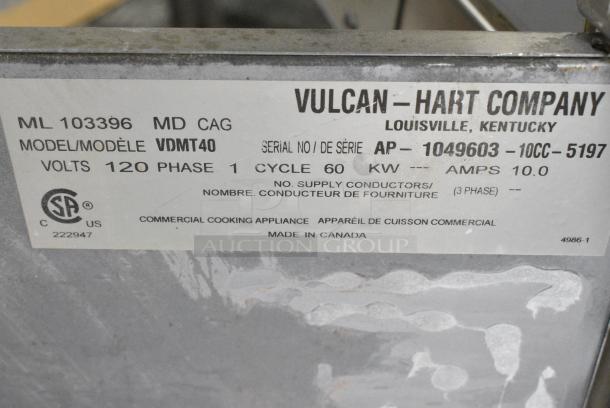 VULCAN-HART COMPANY
ML 103396 MD CAG
LOUISVILLE, KENTUCKY
MODEL/MODÈLE VDMT40 SERIAL NO/ DE SÉRIE AP- 1049603 -10CC- 5197
VOLTS 120 PHASE 1 CYCLE 60 KW --- AMPS 10.0
NO. SUPPLY CONDUCTORS/
NOMBRE CONDUCTEUR DE FOURNITURE (3 PHASE) --
SA ®
C US
222947
COMMERCIAL COOKING APPLIANCE APPARÈIL DE CUISSON COMMERCIAL
AUCTION GROUP
MADE IN CANADA
4986-1